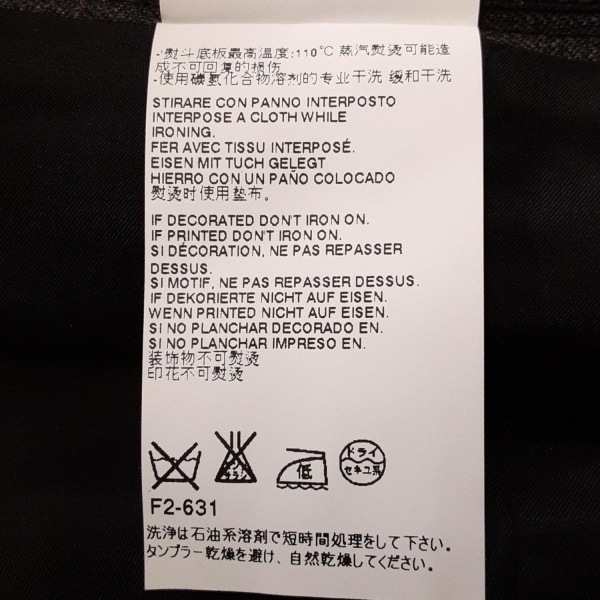 ·熨斗底板最高温度:110℃ 蒸汽熨烫可能造
成不可回复的损伤
·使用碳氢化合物溶剂的专业干洗 缓和干洗
STIRARE CON PANNO INTERPOSTO
INTERPOSE A CLOTH WHILE
IRONING.
FER AVEC TISSU INTERPOSÉ.
EISEN MIT TUCH GELEGT
HIERRO CON UN PAÑO COLOCADO
熨烫时使用垫布。
IF DECORATED DON'T IRON ON.
IF PRINTED DON'T IRON ON.
SI DÉCORATION, NE PAS REPASSER
DESSUS.
SI MOTIF, NE PAS REPASSER DESSUS.
IF DEKORIERTE NICHT AUF EISEN.
WENN PRINTED NICHT AUF EISEN.
SI NO PLANCHAR DECORADO EN.
SI NO PLANCHAR IMPRESO EN.
装饰物不可熨烫
印花不可熨烫
低
ドライ
セキユ系
F2-631
洗浄は石油系溶剤で短時間処理をして下さい。
タンブラー乾燥を避け、自然乾燥してください。